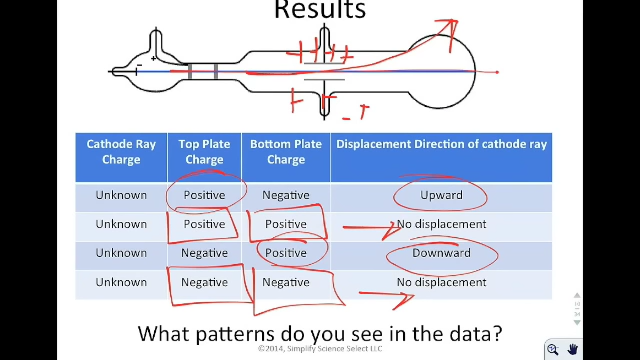 Results
- +
+ + + +
+ + - +
Cathode Ray Charge Top Plate Charge Bottom Plate Charge Displacement Direction of cathode ray
Unknown Positive Negative Upward
Unknown Positive Positive No displacement
Unknown Negative Positive Downward
Unknown Negative Negative No displacement
What patterns do you see in the data?
©2014, Simplify Science Select LLC